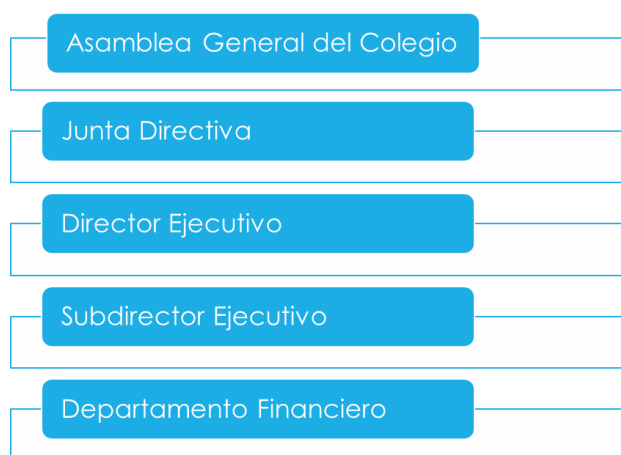 Asamblea General del Colegio
Junta Directiva
Director Ejecutivo
Subdirector Ejecutivo
Departamento Financiero